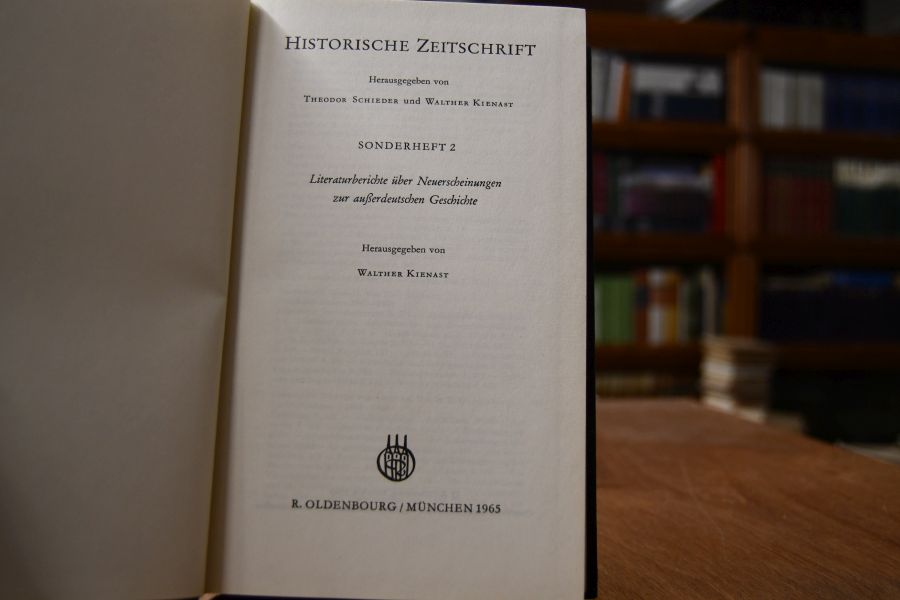 HISTORISCHE ZEITSCHRIFT
Herausgegeben von
THEODOR SCHIEDER und WALTHER KIENAST
SONDERHEFT 2
Literaturberichte über Neuerscheinungen
zur außerdeutschen Geschichte
Herausgegeben von
WALTHER KIENAST
R. OLDENBOURG / MÜNCHEN 1965